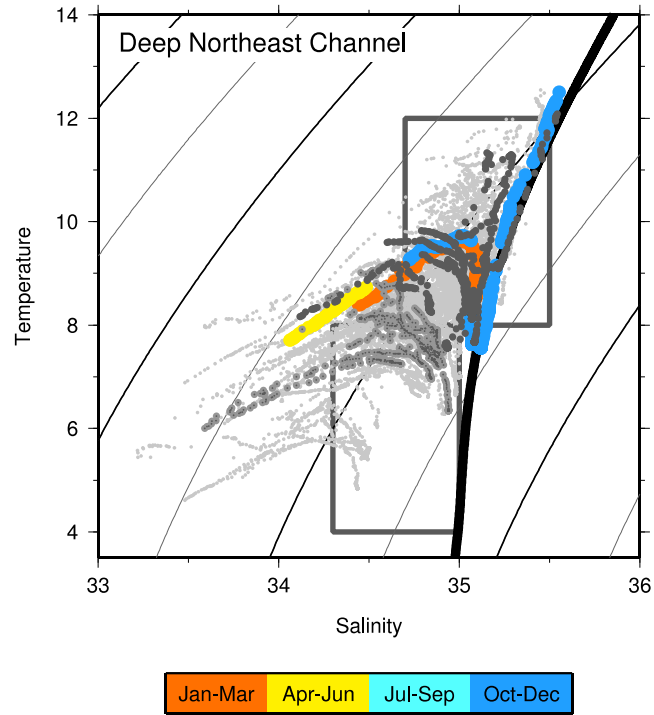 Deep Northeast Channel
14
12
10
8
6
4
Temperature
33 34 35 36
Salinity
Jan-Mar Apr-Jun Jul-Sep Oct-Dec